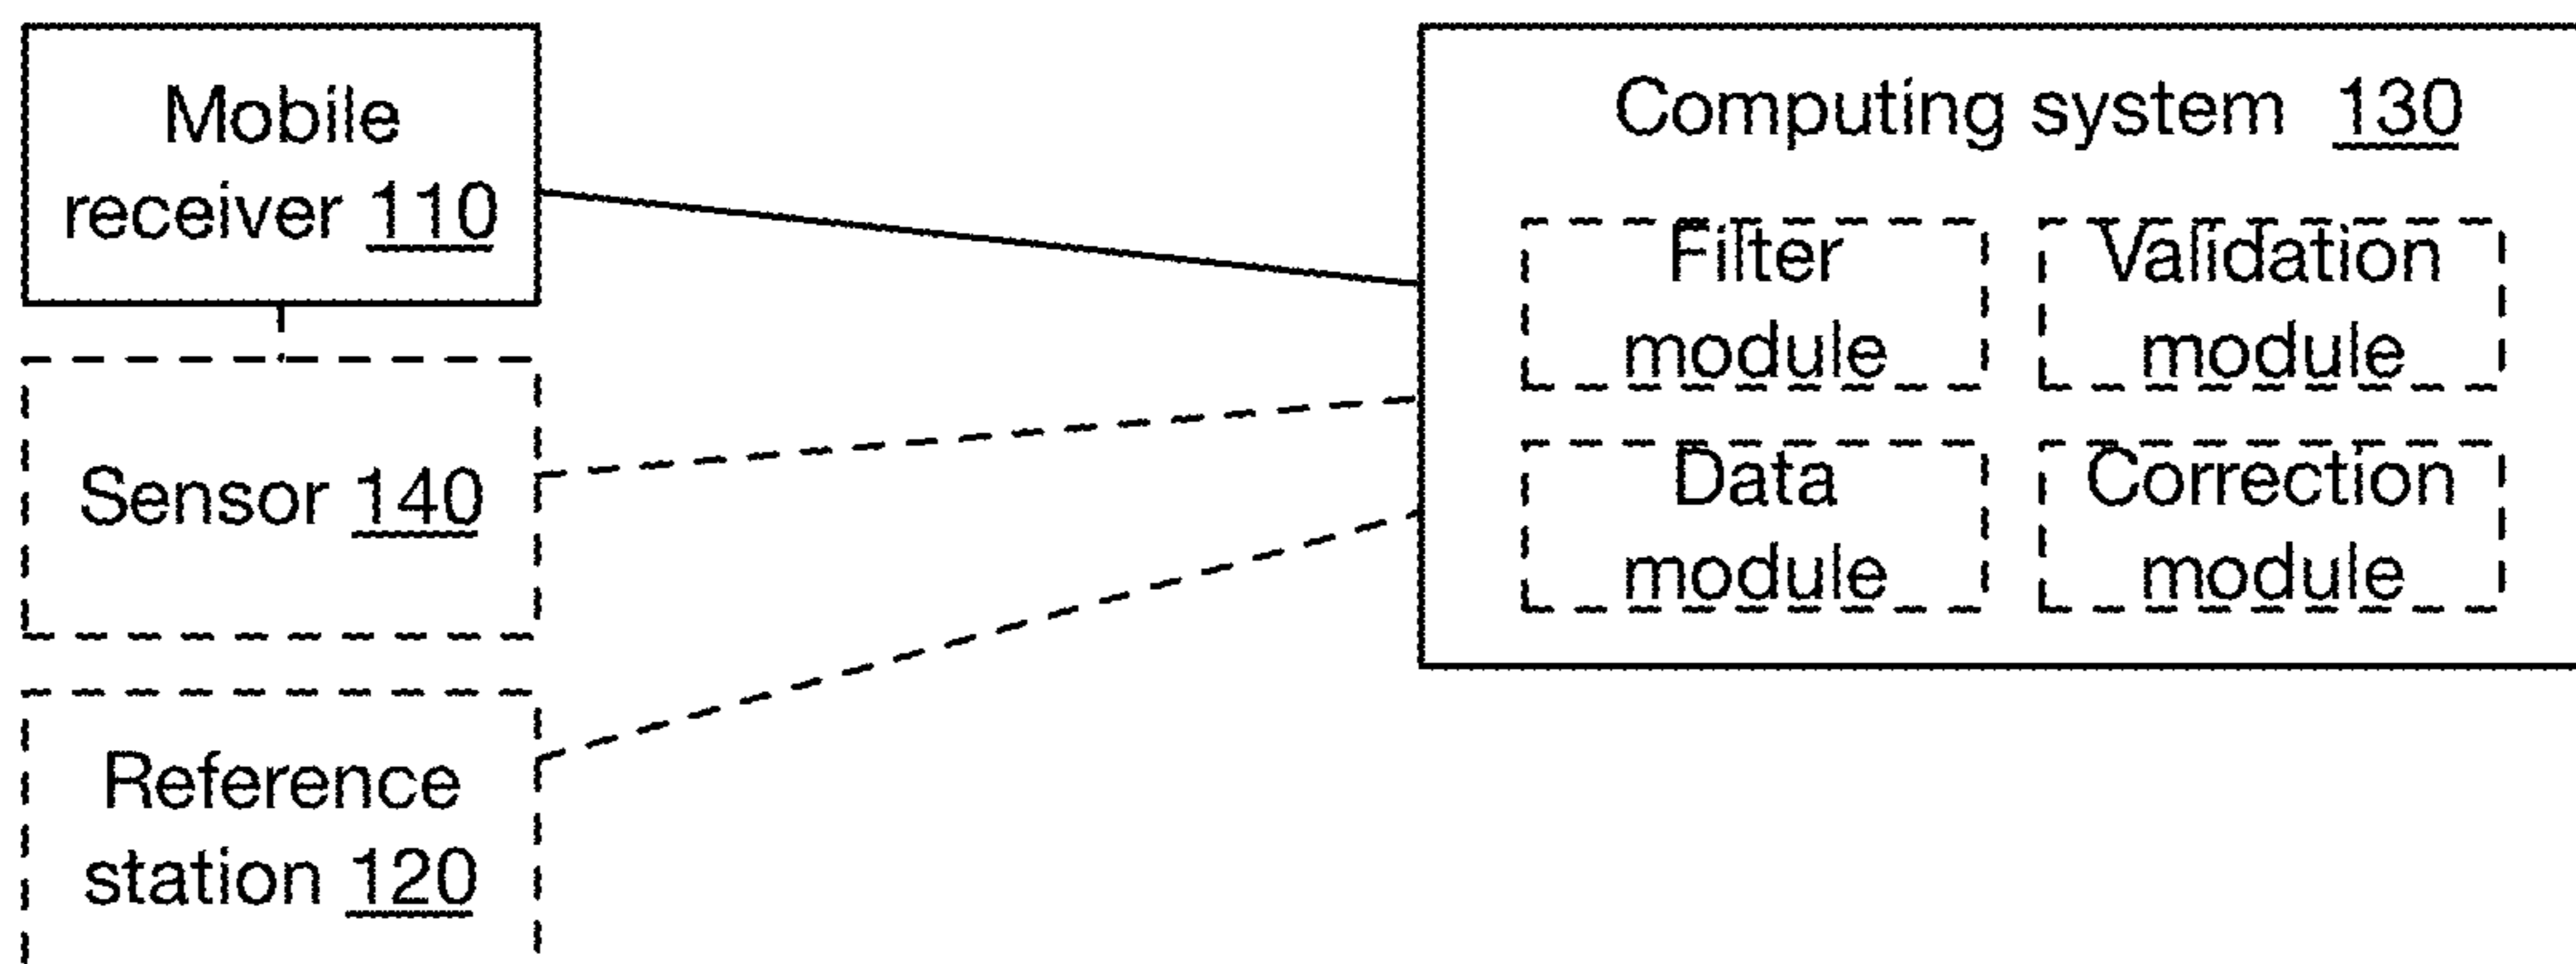 Mobile
receiver 110
Sensor 140
Reference
station 120
Computing system 130
Filter
module
Validation
module
Data
module
Correction
module